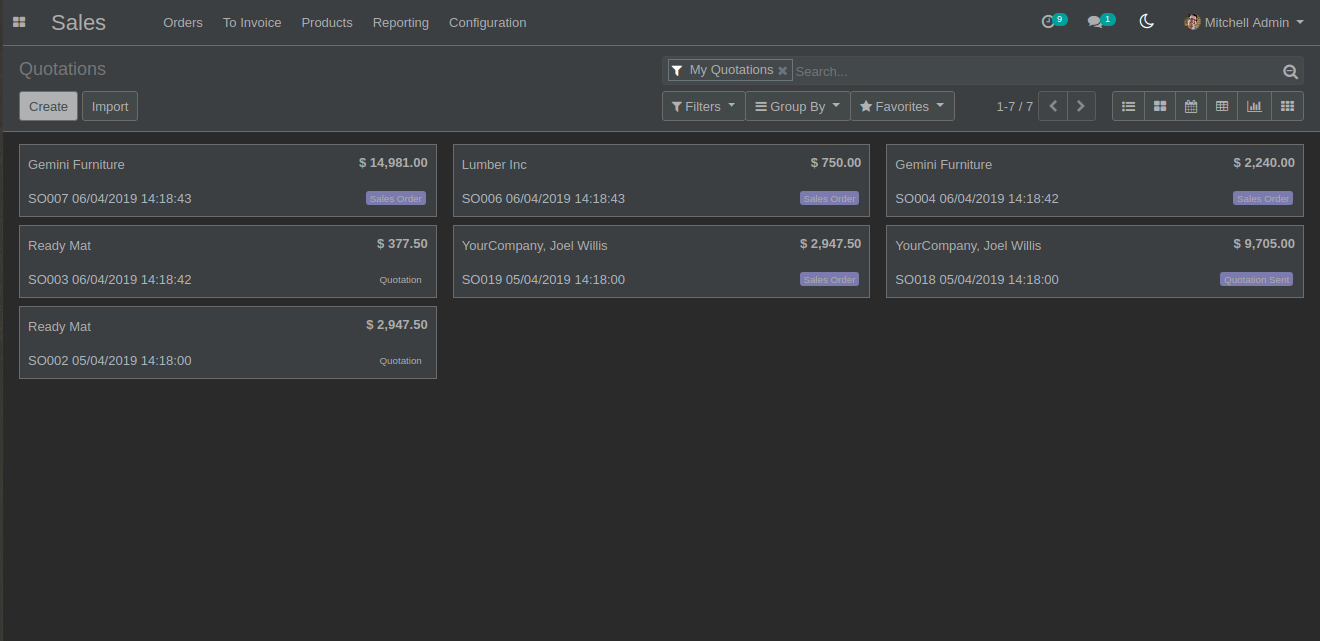 Sales Orders To Invoice Products Reporting Configuration 9 1 Mitchell Admin
Quotations
My Quotations Search...
Create Import
Filters Group By Favorites 1-7 / 7
Gemini Furniture $ 14,981.00
SO007 06/04/2019 14:18:43 Sales Order
Lumber Inc $ 750.00
SO006 06/04/2019 14:18:43 Sales Order
Gemini Furniture $ 2,240.00
SO004 06/04/2019 14:18:42 Sales Order
Ready Mat $ 377.50
SO003 06/04/2019 14:18:42 Quotation
YourCompany, Joel Willis $ 2,947.50
SO019 05/04/2019 14:18:00 Sales Order
YourCompany, Joel Willis $ 9,705.00
SO018 05/04/2019 14:18:00 Quotation Sent
Ready Mat $ 2,947.50
SO002 05/04/2019 14:18:00 Quotation